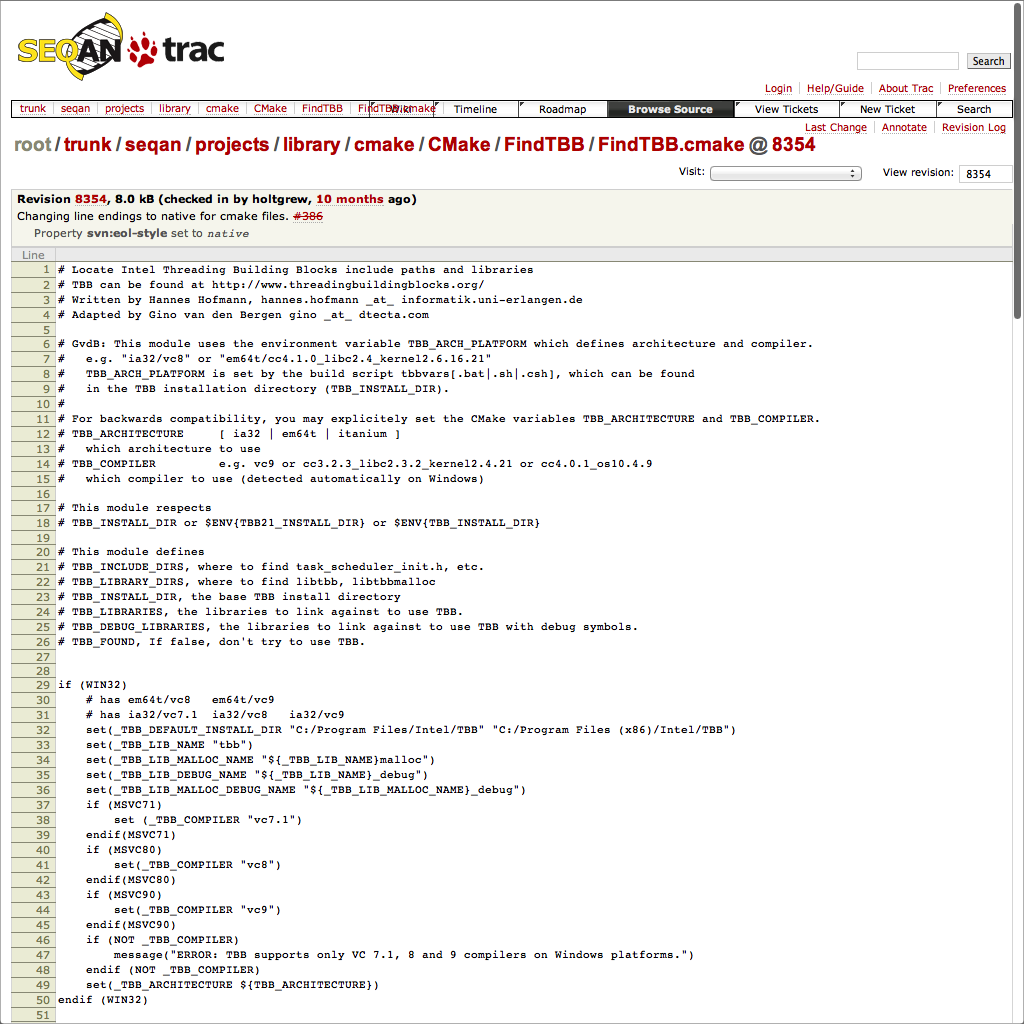 SEQAN trac
Search
Login Help/Guide About Trac Preferences
trunk seqan projects library cmake CMake FindTBB FindTBB.cmake Wiki Timeline Roadmap Browse Source View Tickets New Ticket Search
Last Change Annotate Revision Log
root/trunk/seqan/projects/library/cmake/CMake/FindTBB/FindTBB.cmake @ 8354
Visit: View revision: 8354
Revision 8354, 8.0 kB (checked in by holtgrew, 10 months ago)
Changing line endings to native for cmake files. #386
Property svn:eol-style set to native
Line
1 # Locate Intel Threading Building Blocks include paths and libraries
2 # TBB can be found at http://www.threadingbuildingblocks.org/
3 # Written by Hannes Hofmann, hannes.hofmann _at_ informatik.uni-erlangen.de
4 # Adapted by Gino van den Bergen gino _at_ dtecta.com
5
6 # GvdB: This module uses the environment variable TBB_ARCH_PLATFORM which defines architecture and compiler.
7 #   e.g. "ia32/vc8" or "em64t/cc4.1.0_libc2.4_kernel2.6.16.21"
8 #   TBB_ARCH_PLATFORM is set by the build script tbbvars[.bat|.sh|.csh], which can be found
9 #   in the TBB installation directory (TBB_INSTALL_DIR).
10 #
11 # For backwards compatibility, you may explicitely set the CMake variables TBB_ARCHITECTURE and TBB_COMPILER.
12 # TBB_ARCHITECTURE     [ ia32 | em64t | itanium ]
13 #   which architecture to use
14 # TBB_COMPILER         e.g. vc9 or cc3.2.3_libc2.3.2_kernel2.4.21 or cc4.0.1_os10.4.9
15 #   which compiler to use (detected automatically on Windows)
16
17 # This module respects
18 # TBB_INSTALL_DIR or $ENV{TBB21_INSTALL_DIR} or $ENV{TBB_INSTALL_DIR}
19
20 # This module defines
21 # TBB_INCLUDE_DIRS, where to find task_scheduler_init.h, etc.
22 # TBB_LIBRARY_DIRS, where to find libtbb, libtbbmalloc
23 # TBB_INSTALL_DIR, the base TBB install directory
24 # TBB_LIBRARIES, the libraries to link against to use TBB.
25 # TBB_DEBUG_LIBRARIES, the libraries to link against to use TBB with debug symbols.
26 # TBB_FOUND, If false, don't try to use TBB.
27
28
29 if (WIN32)
30     # has em64t/vc8   em64t/vc9
31     # has ia32/vc7.1  ia32/vc8   ia32/vc9
32     set(_TBB_DEFAULT_INSTALL_DIR "C:/Program Files/Intel/TBB" "C:/Program Files (x86)/Intel/TBB")
33     set(_TBB_LIB_NAME "tbb")
34     set(_TBB_LIB_MALLOC_NAME "${_TBB_LIB_NAME}malloc")
35     set(_TBB_LIB_DEBUG_NAME "${_TBB_LIB_NAME}_debug")
36     set(_TBB_LIB_MALLOC_DEBUG_NAME "${_TBB_LIB_MALLOC_NAME}_debug")
37     if (MSVC71)
38         set (_TBB_COMPILER "vc7.1")
39     endif(MSVC71)
40     if (MSVC80)
41         set(_TBB_COMPILER "vc8")
42     endif(MSVC80)
43     if (MSVC90)
44         set(_TBB_COMPILER "vc9")
45     endif(MSVC90)
46     if (NOT _TBB_COMPILER)
47         message("ERROR: TBB supports only VC 7.1, 8 and 9 compilers on Windows platforms.")
48     endif (NOT _TBB_COMPILER)
49     set(_TBB_ARCHITECTURE ${TBB_ARCHITECTURE})
50 endif (WIN32)
51